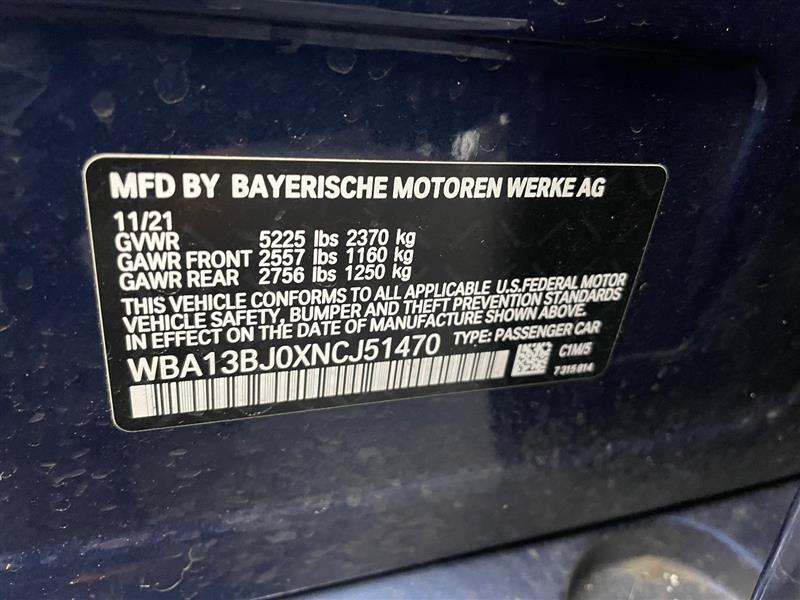 MFD BY BAYERISCHE MOTOREN WERKE AG
11/21
GVWR 5225 lbs 2370 kg
GAWR FRONT 2557 lbs 1160 kg
GAWR REAR 2756 lbs 1250 kg
THIS VEHICLE CONFORMS TO ALL APPLICABLE U.S.FEDERAL MOTOR
VEHICLE SAFETY, BUMPER AND THEFT PREVENTION STANDARDS
IN EFFECT ON THE DATE OF MANUFACTURE SHOWN ABOVE.
WBA13BJ0XNCJ51470 TYPE: PASSENGER CAR
C1M/5
7315814